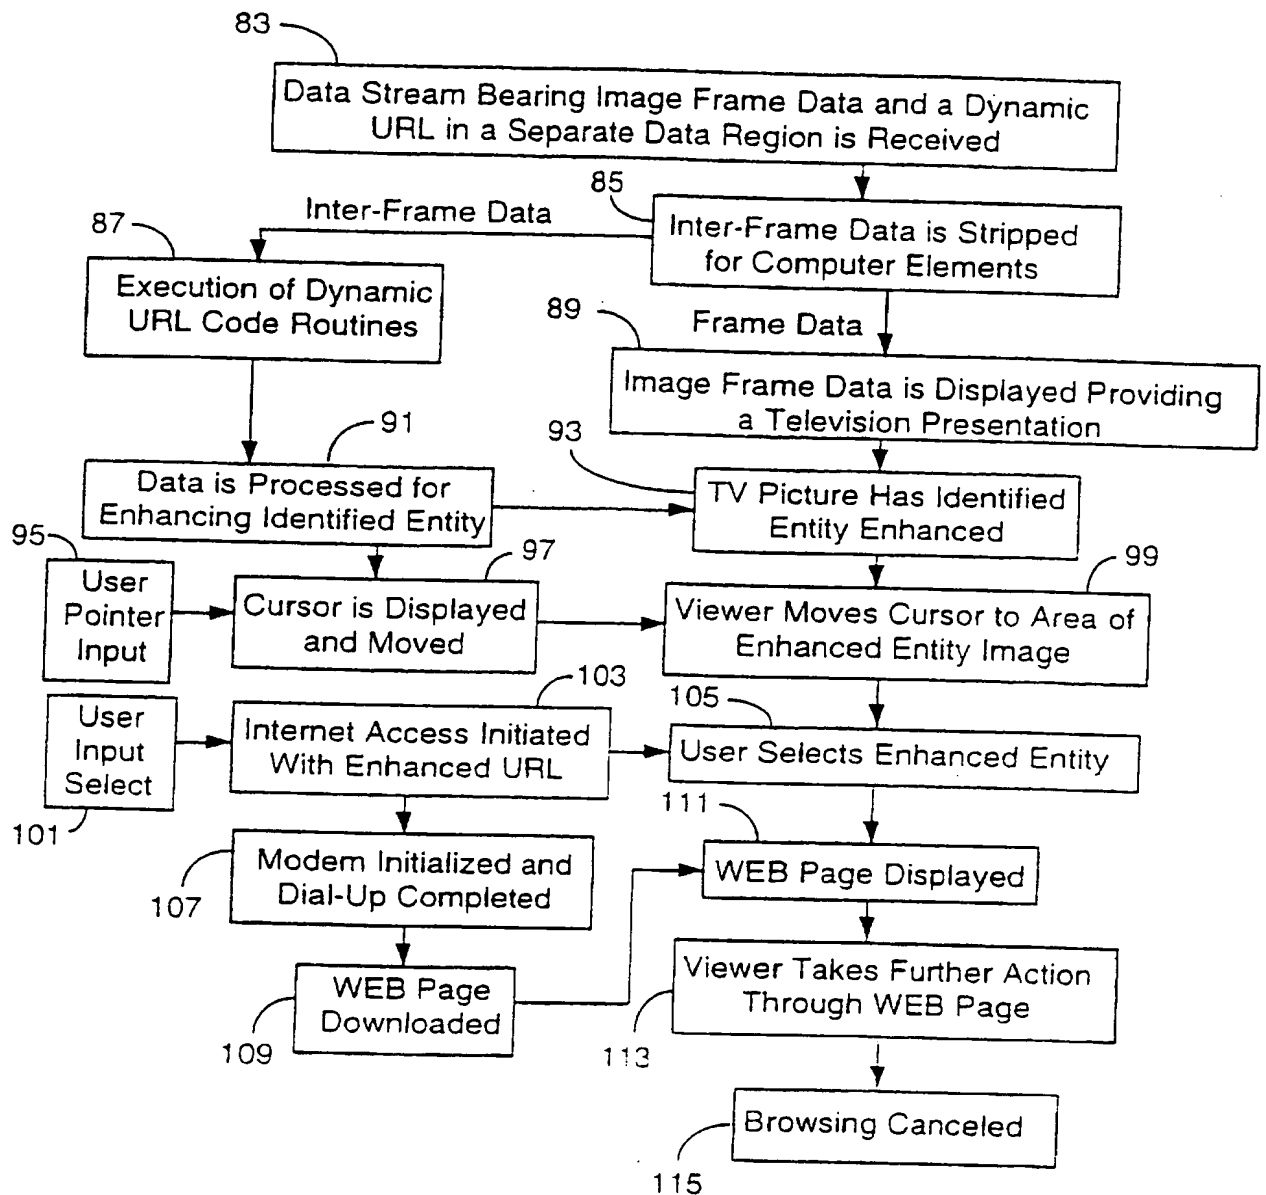 83
Data Stream Bearing Image Frame Data and a Dynamic
URL in a Separate Data Region is Received
85
Inter-Frame Data
Inter-Frame Data is Stripped
for Computer Elements
87
Execution of Dynamic
URL Code Routines
89
Frame Data
Image Frame Data is Displayed Providing
a Television Presentation
91
Data is Processed for
Enhancing Identified Entity
93
TV Picture Has Identified
Entity Enhanced
95
User
Pointer
Input
97
Cursor is Displayed
and Moved
99
Viewer Moves Cursor to Area of
Enhanced Entity Image
User
Input
Select
101
103
Internet Access Initiated
With Enhanced URL
105
User Selects Enhanced Entity
Modem Initialized and
Dial-Up Completed
107
111
WEB Page Displayed
WEB Page
Downloaded
109
Viewer Takes Further Action
Through WEB Page
113
Browsing Canceled
115